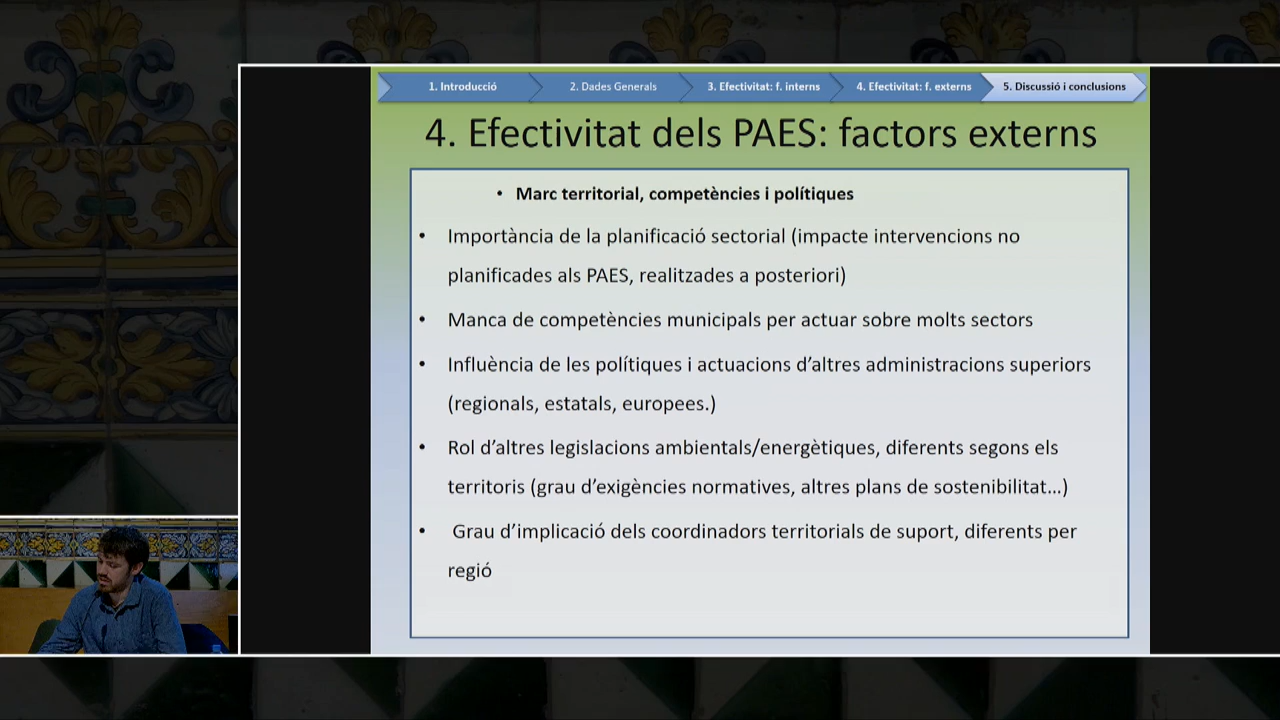 1. Introducció
2. Dades Generals
3. Efectivitat: f. interns
4. Efectivitat: f. externs
5. Discussió i conclusions
4. Efectivitat dels PAES: factors externs
• Marc territorial, competències i polítiques
• Importància de la planificació sectorial (impacte intervencions no
planificades als PAES, realitzades a posteriori)
• Manca de competències municipals per actuar sobre molts sectors
• Influència de les polítiques i actuacions d’altres administracions superiors
(regionals, estatals, europees.)
• Rol d’altres legislacions ambientals/energètiques, diferents segons els
territoris (grau d’exigències normatives, altres plans de sostenibilitat…)
• Grau d’implicació dels coordinadors territorials de suport, diferents per
regió